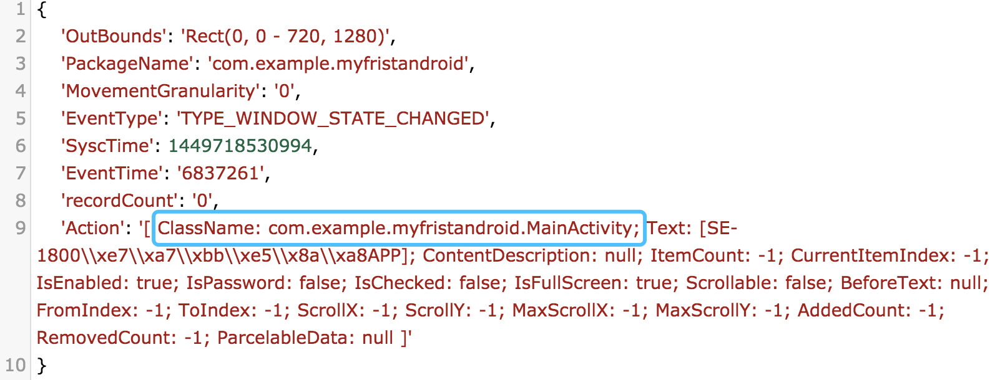 1 {
2 'OutBounds': 'Rect(0, 0 - 720, 1280)',
3 'PackageName': 'com.example.myfristandroid',
4 'MovementGranularity': '0',
5 'EventType': 'TYPE_WINDOW_STATE_CHANGED',
6 'SyscTime': 1449718530994,
7 'EventTime': '6837261',
8 'recordCount': '0',
9 'Action': '[ ClassName: com.example.myfristandroid.MainActivity; Text: [SE-
1800\\xe7\\xa7\\xbb\\xe5\\x8a\\xa8APP]; ContentDescription: null; ItemCount: -1; CurrentItemIndex: -1;
IsEnabled: true; IsPassword: false; IsChecked: false; IsFullScreen: true; Scrollable: false; BeforeText: null;
FromIndex: -1; ToIndex: -1; ScrollX: -1; ScrollY: -1; MaxScrollX: -1; MaxScrollY: -1; AddedCount: -1;
RemovedCount: -1; ParcelableData: null ]'
10 }